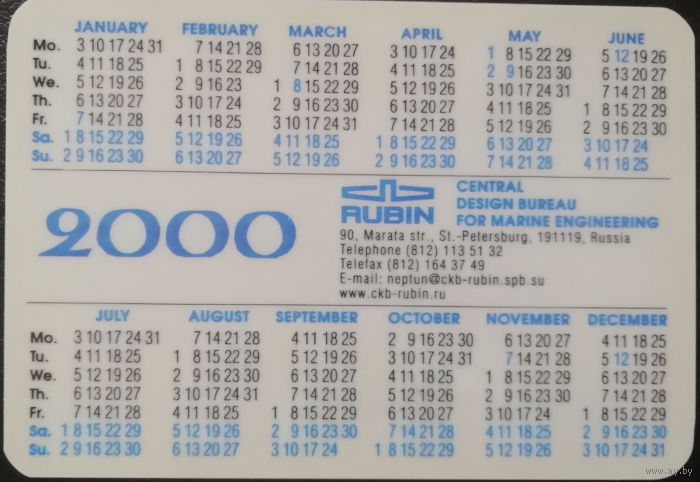 JANUARY FEBRUARY MARCH APRIL MAY JUNE
Mo. 3 10 17 24 31 7 14 21 28 6 13 20 27 3 10 17 24 1 8 15 22 29 5 12 19 26
Tu. 4 11 18 25 1 8 15 22 29 7 14 21 28 4 11 18 25 2 9 16 23 30 6 13 20 27
We. 5 12 19 26 2 9 16 23 1 8 15 22 29 5 12 19 26 3 10 17 24 31 7 14 21 28
Th. 6 13 20 27 3 10 17 24 2 9 16 23 30 6 13 20 27 4 11 18 25 1 8 15 22 29
Fr. 7 14 21 28 4 11 18 25 3 10 17 24 31 7 14 21 28 5 12 19 26 2 9 16 23 30
Sa. 1 8 15 22 29 5 12 19 26 4 11 18 25 1 8 15 22 29 6 13 20 27 3 10 17 24
Su. 2 9 16 23 30 6 13 20 27 5 12 19 26 2 9 16 23 30 7 14 21 28 4 11 18 25
2000
RUBIN
CENTRAL
DESIGN BUREAU
FOR MARINE ENGINEERING
90, Marata str., St.-Petersburg, 191119, Russia
Telephone (812) 113 51 32
Telefax (812) 164 37 49
E-mail: neptun@ckb-rubin.spb.su
www.ckb-rubin.ru
JULY AUGUST SEPTEMBER OCTOBER NOVEMBER DECEMBER
Mo. 3 10 17 24 31 7 14 21 28 4 11 18 25 2 9 16 23 30 6 13 20 27 4 11 18 25
Tu. 4 11 18 25 1 8 15 22 29 5 12 19 26 3 10 17 24 31 7 14 21 28 5 12 19 26
We. 5 12 19 26 2 9 16 23 30 6 13 20 27 4 11 18 25 1 8 15 22 29 6 13 20 27
Th. 6 13 20 27 3 10 17 24 31 7 14 21 28 5 12 19 26 2 9 16 23 30 7 14 21 28
Fr. 7 14 21 28 4 11 18 25 1 8 15 22 29 6 13 20 27 3 10 17 24 1 8 15 22 29
Sa. 1 8 15 22 29 5 12 19 26 2 9 16 23 30 7 14 21 28 4 11 18 25 2 9 16 23 30
Su. 2 9 16 23 30 6 13 20 27 3 10 17 24 1 8 15 22 29 5 12 19 26 3 10 17 24 31
www.ay.by